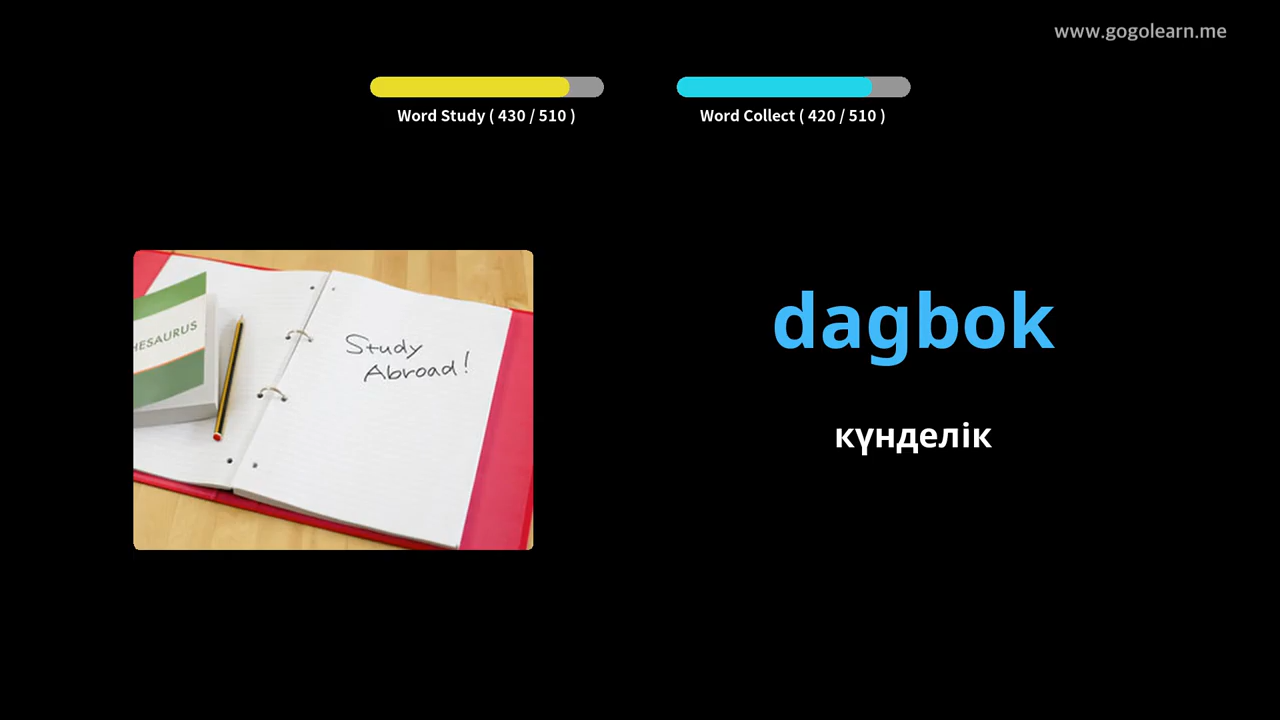 www.gogolearn.me
Word Study ( 430 / 510 )
Word Collect ( 420 / 510 )
HESAURUS
Study
Abroad!
dagbok
күнделік